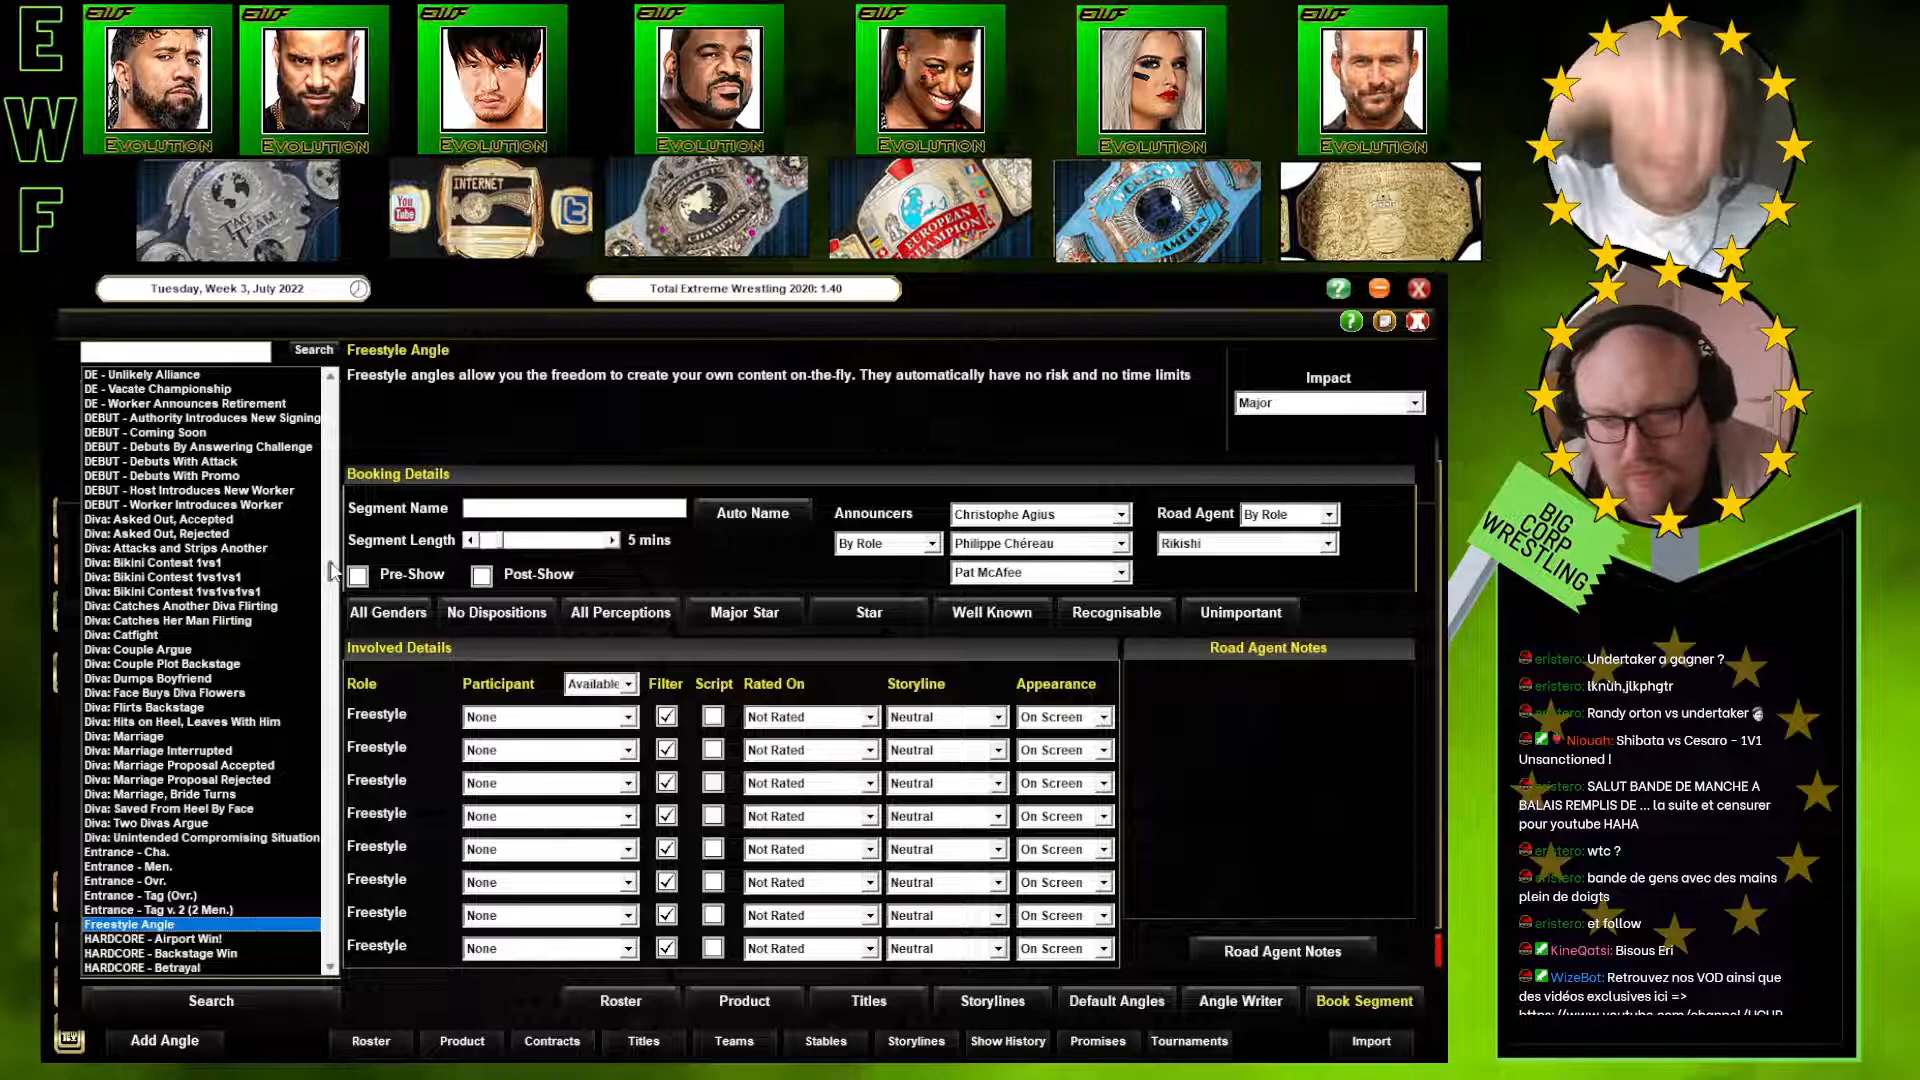 E
W
F
EWF
EWF
EWF
EWF
EWF
EWF
EWF
EVOLUTION
EVOLUTION
EVOLUTION
EVOLUTION
EVOLUTION
EVOLUTION
EVOLUTION
TAG TEAM
INTERNET
You
Tube
CHAMPION
EUROPEAN
CHAMPION
Tuesday, Week 3, July 2022
Total Extreme Wrestling 2020: 1.40
Search
Freestyle Angle
Freestyle angles allow you the freedom to create your own content on-the-fly. They automatically have no risk and no time limits
Impact
Major
DE - Unlikely Alliance
DE - Vacate Championship
DE - Worker Announces Retirement
DEBUT - Authority Introduces New Signing
DEBUT - Coming Soon
DEBUT - Debuts By Answering Challenge
DEBUT - Debuts With Attack
DEBUT - Debuts With Promo
DEBUT - Host Introduces New Worker
DEBUT - Worker Introduces Worker
Diva: Asked Out, Accepted
Diva: Asked Out, Rejected
Diva: Attacks and Strips Another
Diva: Bikini Contest 1vs1
Diva: Bikini Contest 1vs1vs1
Diva: Bikini Contest 1vs1vs1vs1
Diva: Catches Another Diva Flirting
Diva: Catches Her Man Flirting
Diva: Catfight
Diva: Couple Argue
Diva: Couple Plot Backstage
Diva: Dumps Boyfriend
Diva: Face Buys Diva Flowers
Diva: Flirts Backstage
Diva: Hits on Heel, Leaves With Him
Diva: Marriage
Diva: Marriage Interrupted
Diva: Marriage Proposal Accepted
Diva: Marriage Proposal Rejected
Diva: Marriage, Bride Turns
Diva: Saved From Heel By Face
Diva: Two Divas Argue
Diva: Unintended Compromising Situation
Entrance - Cha.
Entrance - Men.
Entrance - Ovr.
Entrance - Tag (Ovr.)
Entrance - Tag v. 2 (2 Men.)
Freestyle Angle
HARDCORE - Airport Win!
HARDCORE - Backstage Win
HARDCORE - Betrayal
Booking Details
Segment Name Auto Name Announcers Christophe Agius Road Agent By Role
Segment Length 5 mins By Role Philippe Chéreau Rikishi
Pre-Show Post-Show Pat McAfee
All Genders No Dispositions All Perceptions Major Star Star Well Known Recognisable Unimportant
Involved Details Road Agent Notes
Role Participant Available Filter Script Rated On Storyline Appearance
Freestyle None Not Rated Neutral On Screen
Freestyle None Not Rated Neutral On Screen
Freestyle None Not Rated Neutral On Screen
Freestyle None Not Rated Neutral On Screen
Freestyle None Not Rated Neutral On Screen
Freestyle None Not Rated Neutral On Screen
Freestyle None Not Rated Neutral On Screen
Freestyle None Not Rated Neutral On Screen
Road Agent Notes
Search Roster Product Titles Storylines Default Angles Angle Writer Book Segment
Add Angle Roster Product Contracts Titles Teams Stables Storylines Show History Promises Tournaments Import
BIG
CORP
WRESTLING
eristero: Undertaker a gagner ?
eristero: lknuh,jlkphgtr
eristero: Randy orton vs undertaker
Niouah: Shibata vs Cesaro - 1V1
Unsanctioned !
eristero: SALUT BANDE DE MANCHE A
BALAIS REMPLIS DE ... la suite et censurer
pour youtube HAHA
eristero: wtc ?
eristero: bande de gens avec des mains
plein de doigts
eristero: et follow
KineQatsi: Bisous Eri
WizeBot: Retrouvez nos VOD ainsi que
des vidéos exclusives ici =>